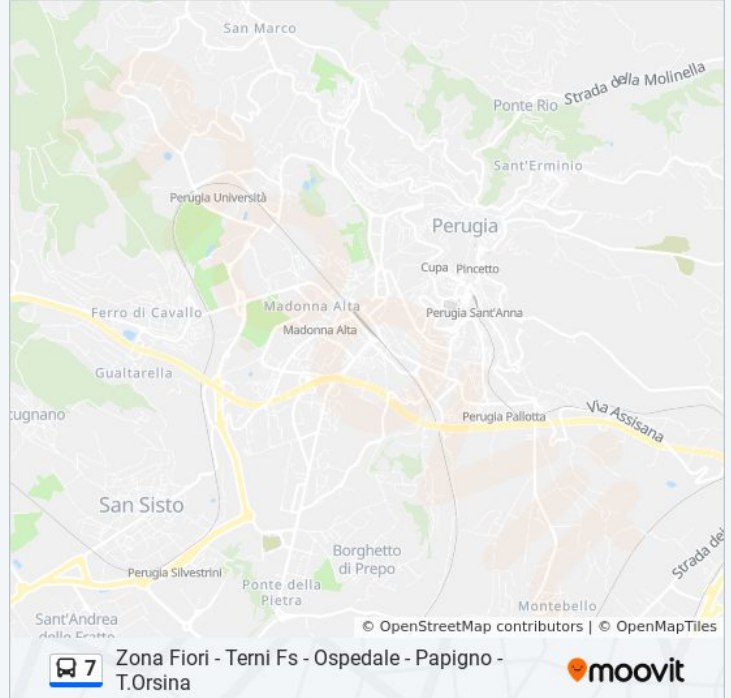 San Marco
Strada della Molinella
Ponte Rio
Sant'Erminio
Perugia Università
Perugia
Cupa
Pincetto
Ferro di Cavallo
Madonna Alta
Perugia Sant'Anna
Madonna Alta
Gualtarella
cugnano
Perugia Pallotta
Via Assisana
San Sisto
Borghetto
di Prepo
Strada dei
Perugia Silvestrini
Ponte della
Pietra
Montebello
Sant'Andrea
delle Fratte
© OpenStreetMap contributors | © OpenMapTiles
7
Zona Fiori - Terni Fs - Ospedale - Papigno -
T.Orsina
moovit